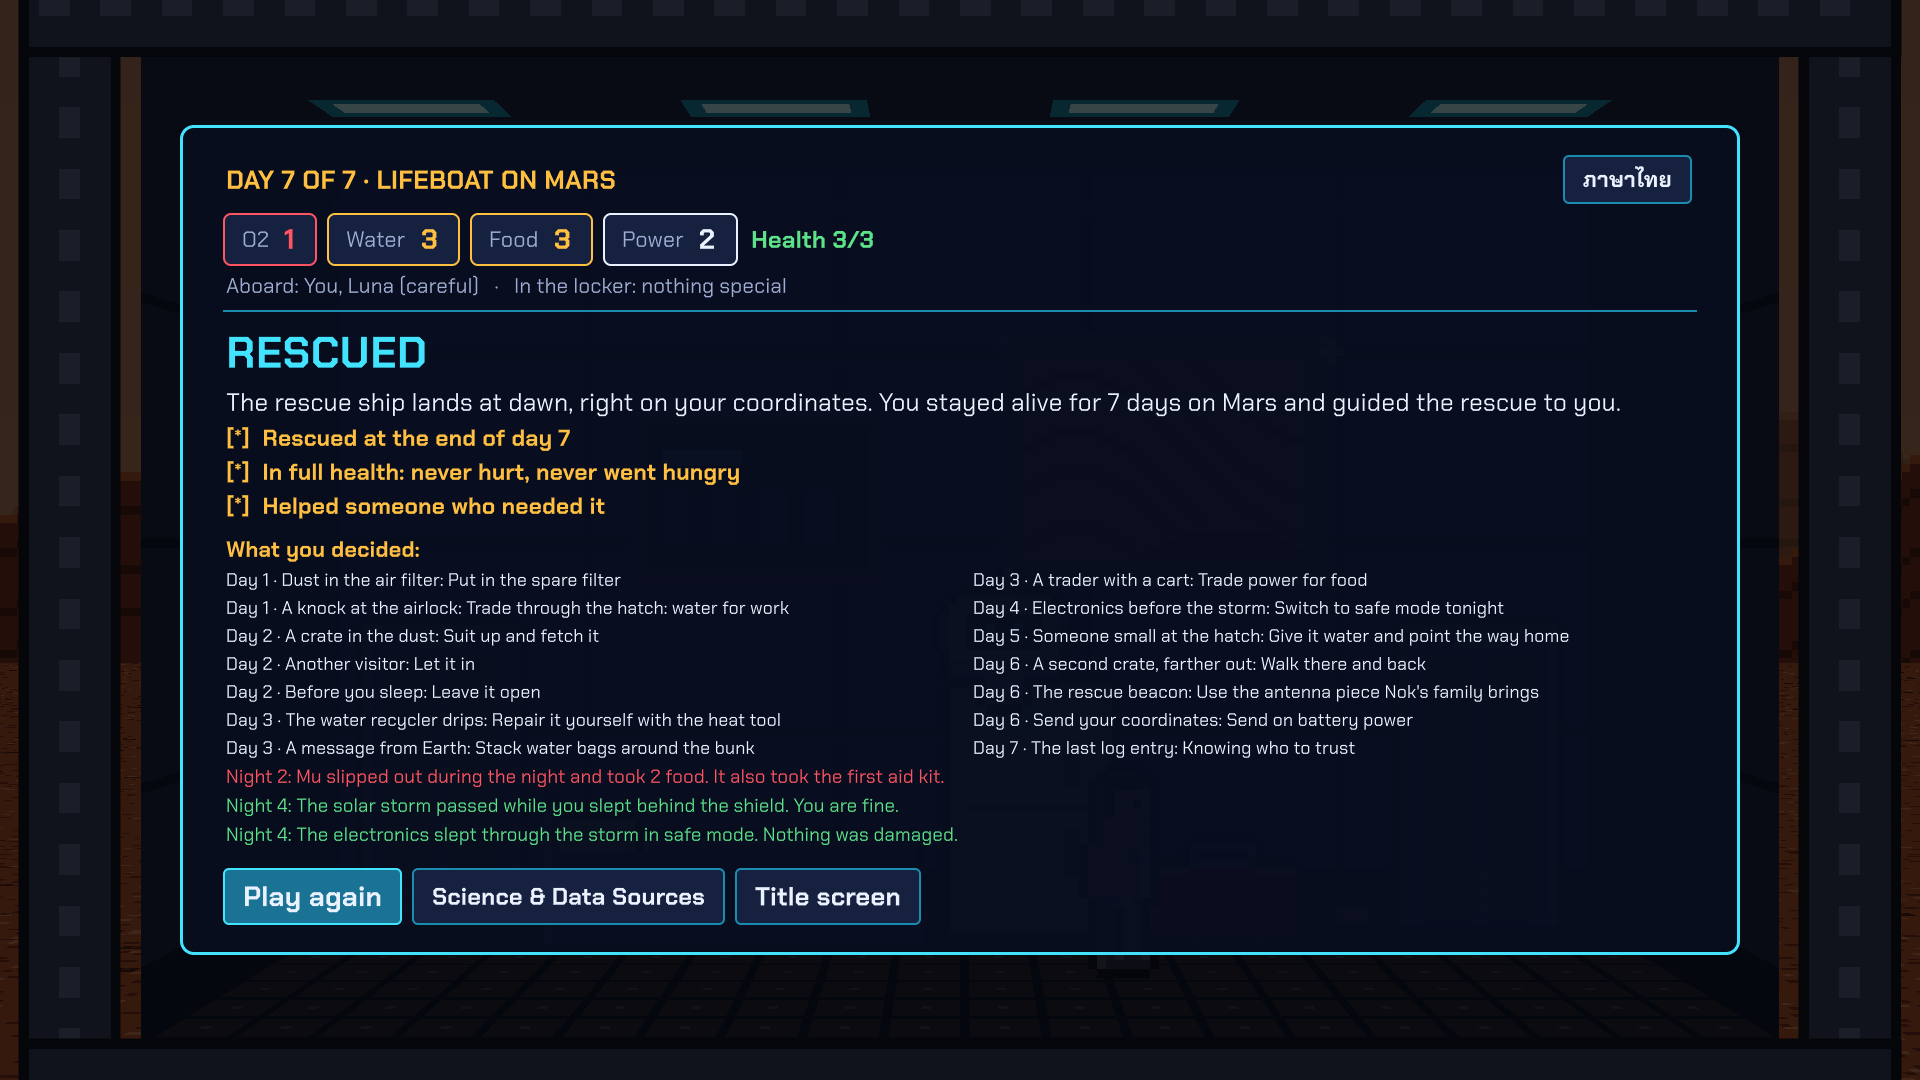 DAY 7 OF 7 · LIFEBOAT ON MARS
ภาษาไทย
O2 1 Water 3 Food 3 Power 2 Health 3/3
Aboard: You, Luna (careful) · In the locker: nothing special
RESCUED
The rescue ship lands at dawn, right on your coordinates. You stayed alive for 7 days on Mars and guided the rescue to you.
[*] Rescued at the end of day 7
[*] In full health: never hurt, never went hungry
[*] Helped someone who needed it
What you decided:
Day 1 · Dust in the air filter: Put in the spare filter
Day 1 · A knock at the airlock: Trade through the hatch: water for work
Day 2 · A crate in the dust: Suit up and fetch it
Day 2 · Another visitor: Let it in
Day 2 · Before you sleep: Leave it open
Day 3 · The water recycler drips: Repair it yourself with the heat tool
Day 3 · A message from Earth: Stack water bags around the bunk
Day 3 · A trader with a cart: Trade power for food
Day 4 · Electronics before the storm: Switch to safe mode tonight
Day 5 · Someone small at the hatch: Give it water and point the way home
Day 6 · A second crate, farther out: Walk there and back
Day 6 · The rescue beacon: Use the antenna piece Nok's family brings
Day 6 · Send your coordinates: Send on battery power
Day 7 · The last log entry: Knowing who to trust
Night 2: Mu slipped out during the night and took 2 food. It also took the first aid kit.
Night 4: The solar storm passed while you slept behind the shield. You are fine.
Night 4: The electronics slept through the storm in safe mode. Nothing was damaged.
Play again
Science & Data Sources
Title screen